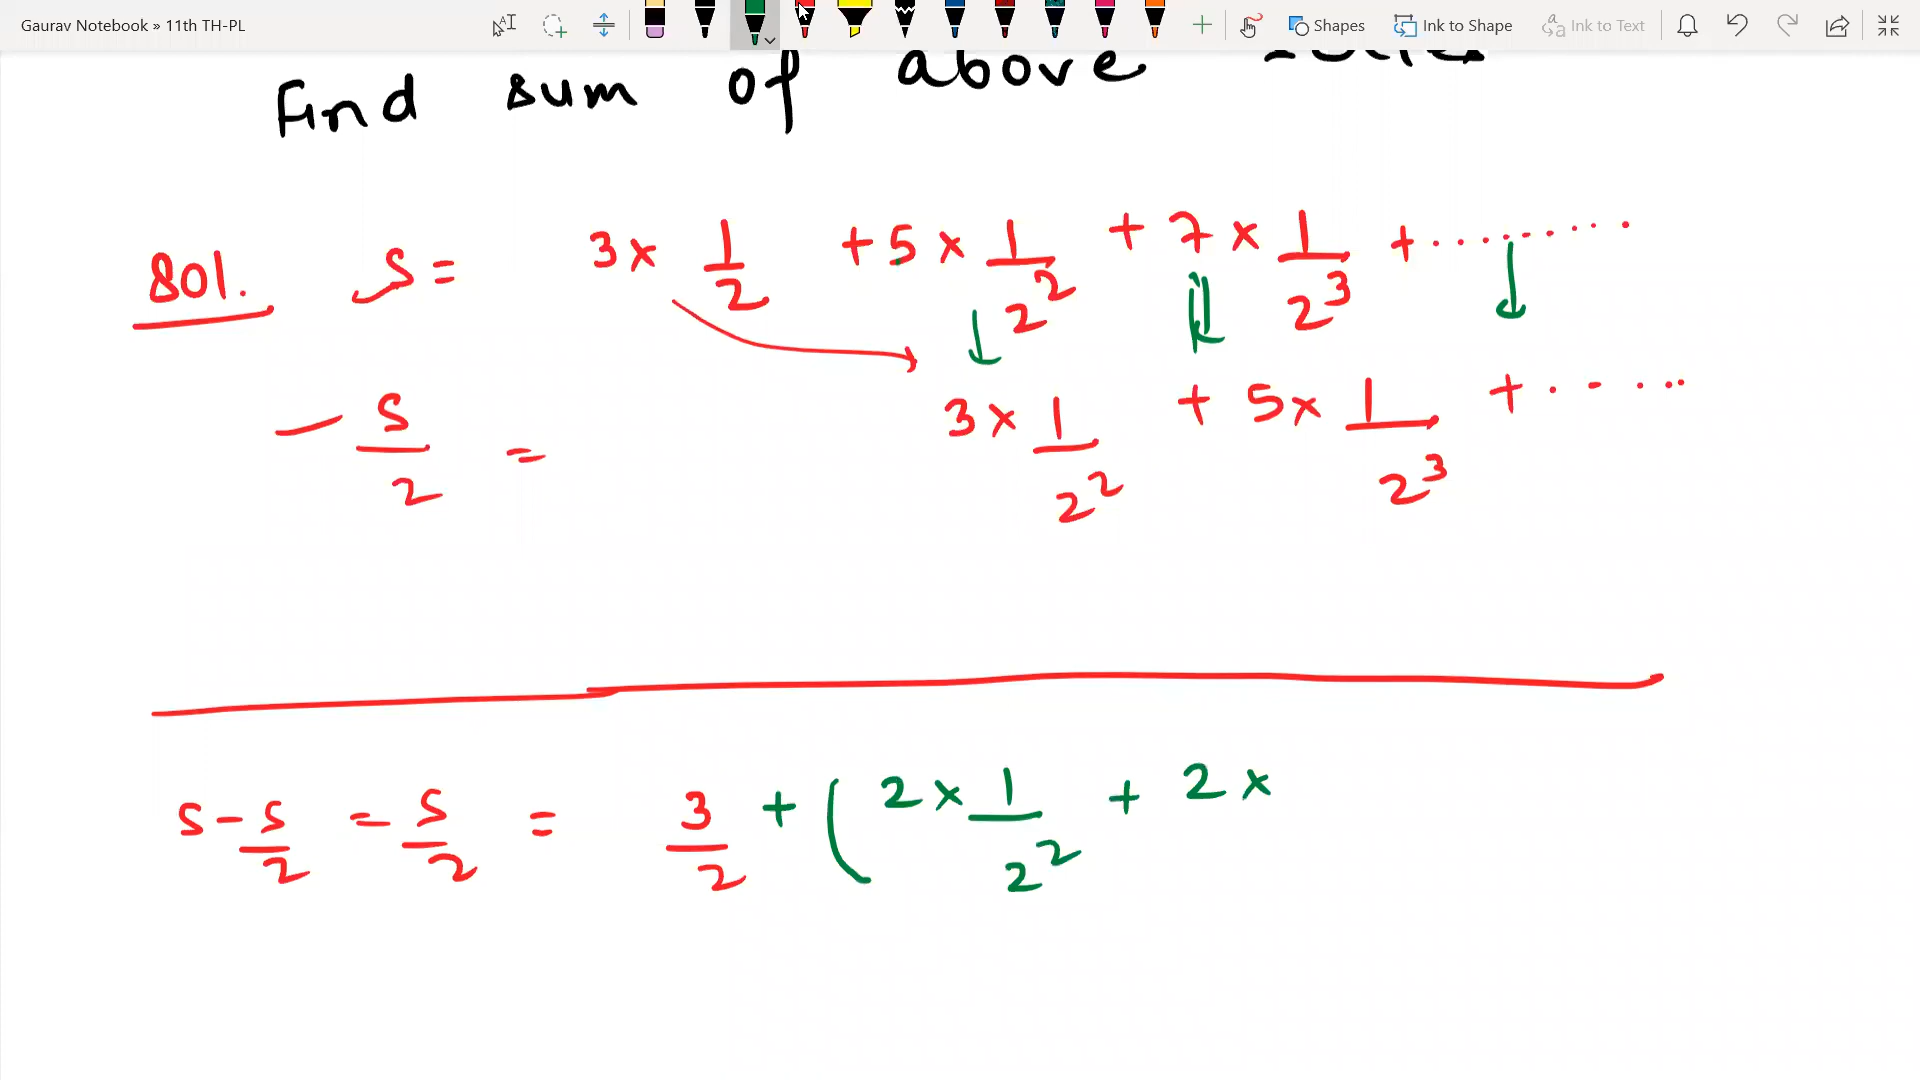 Gaurav Notebook » 11th TH-PL Shapes Ink to Shape Ink to Text
Find sum of above
Sol. S = 3 × 1/2 + 5 × 1/2² + 7 × 1/2³ + ..........
− S/2 = 3 × 1/2² + 5 × 1/2³ + .....
S − S/2 = S/2 = 3/2 + ( 2 × 1/2² + 2 ×